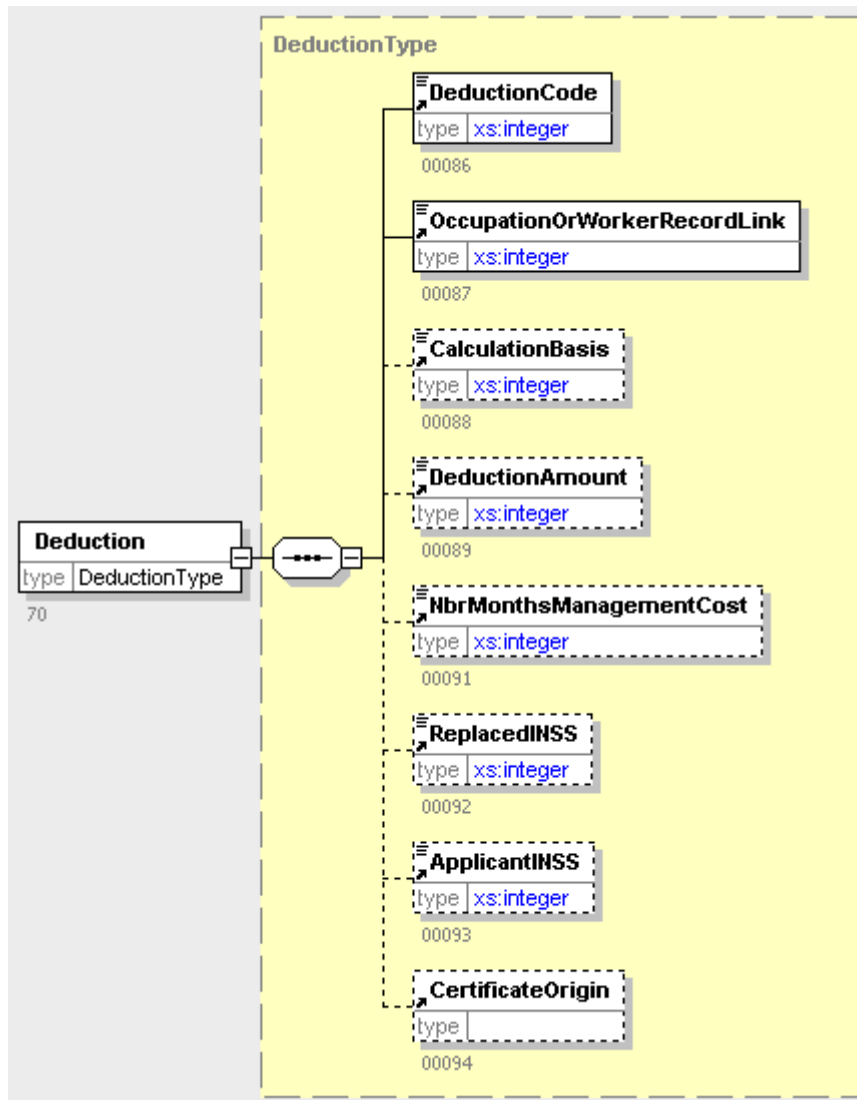 DeductionType
DeductionCode
type xs:integer
00086
OccupationOrWorkerRecordLink
type xs:integer
00087
CalculationBasis
type xs:integer
00088
DeductionAmount
type xs:integer
00089
Deduction
type DeductionType
70
NbrMonthsManagementCost
type xs:integer
00091
ReplacedINSS
type xs:integer
00092
ApplicantINSS
type xs:integer
00093
CertificateOrigin
type
00094